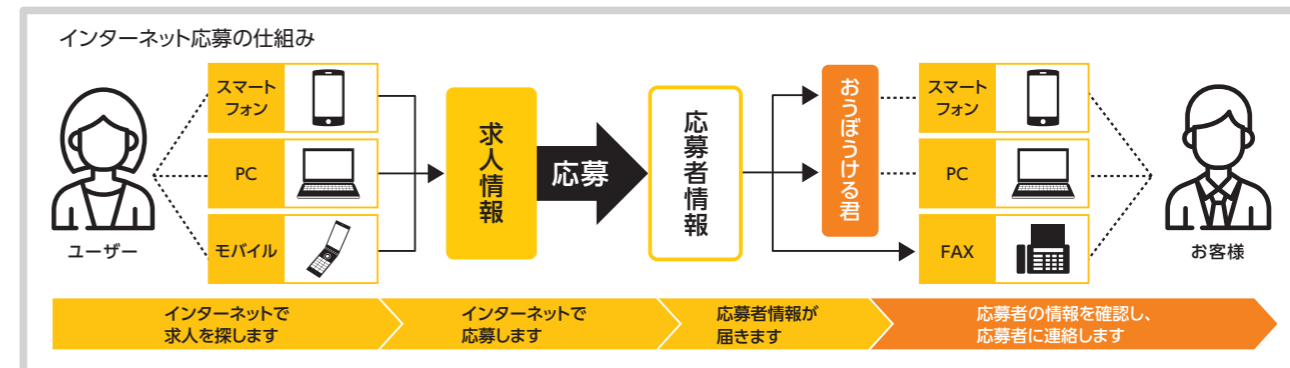 インターネット応募の仕組み
スマート
フォン
PC
モバイル
ユーザー
求人情報
応募
応募者情報
おうぼうける君
スマート
フォン
PC
FAX
お客様
インターネットで
求人を探します
インターネットで
応募します
応募者情報が
届きます
応募者の情報を確認し、
応募者に連絡します